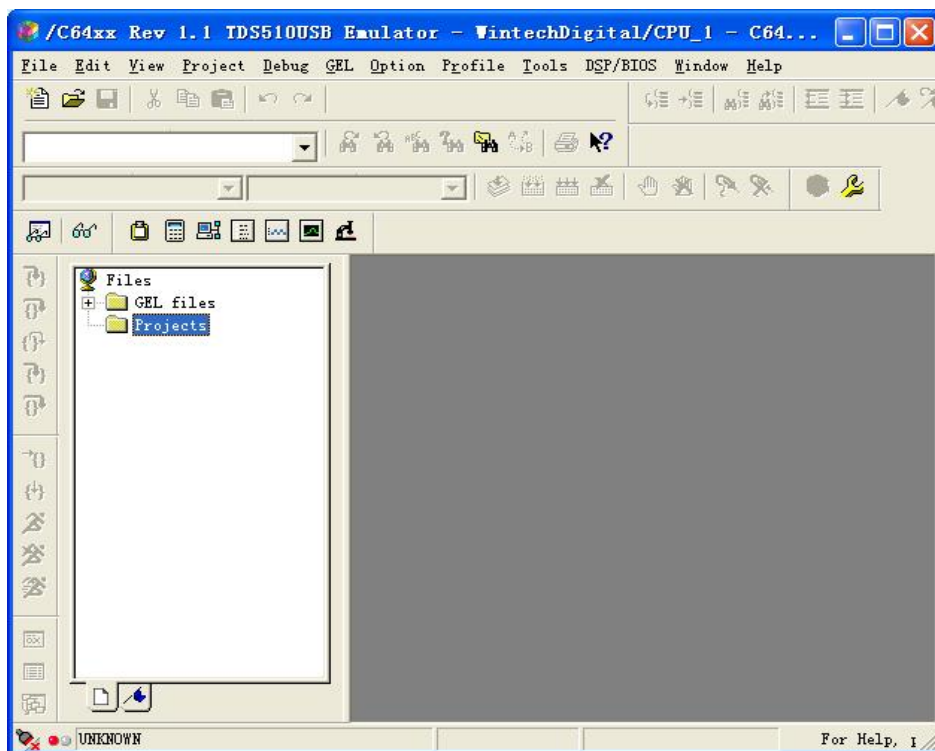 /C64xx Rev 1.1 TDS510USB Emulator - WintechDigital/CPU_1 - C64...
File Edit View Project Debug GEL Option Profile Tools DSP/BIOS Window Help
Files
GEL files
Projects
UNKNOWN
For Help,